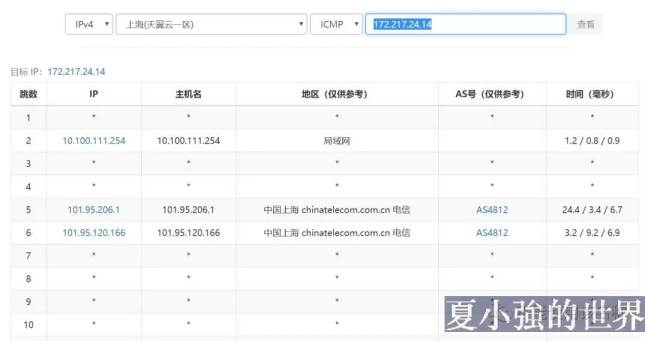 IPv4 上海(天翼云一区) ICMP 172.217.24.14 查看
目标 IP：172.217.24.14
跳数 IP 主机名 地区（仅供参考） AS号（仅供参考） 时间（毫秒）
1 * * * * *
2 10.100.111.254 10.100.111.254 局域网 1.2 / 0.8 / 0.9
3 * * * * *
4 * * * * *
5 101.95.206.1 101.95.206.1 中国上海 chinatelecom.com.cn 电信 AS4812 24.4 / 3.4 / 6.7
6 101.95.120.166 101.95.120.166 中国上海 chinatelecom.com.cn 电信 AS4812 3.2 / 9.2 / 6.9
7 * * * * *
8 * * * * *
9 * * * *
10 * * * *
夏小強的世界